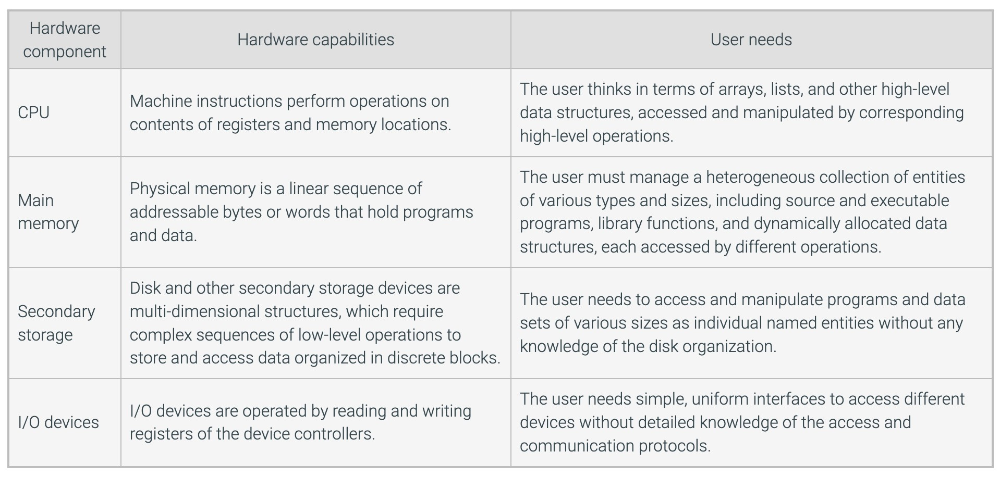 Hardware
component
Hardware capabilities
User needs
CPU
Machine instructions perform operations on
contents of registers and memory locations.
The user thinks in terms of arrays, lists, and other high-level
data structures, accessed and manipulated by corresponding
high-level operations.
Main
memory
Physical memory is a linear sequence of
addressable bytes or words that hold programs
and data.
The user must manage a heterogeneous collection of entities
of various types and sizes, including source and executable
programs, library functions, and dynamically allocated data
structures, each accessed by different operations.
Secondary
storage
Disk and other secondary storage devices are
multi-dimensional structures, which require
complex sequences of low-level operations to
store and access data organized in discrete blocks.
The user needs to access and manipulate programs and data
sets of various sizes as individual named entities without any
knowledge of the disk organization.
I/O devices
I/O devices are operated by reading and writing
registers of the device controllers.
The user needs simple, uniform interfaces to access different
devices without detailed knowledge of the access and
communication protocols.